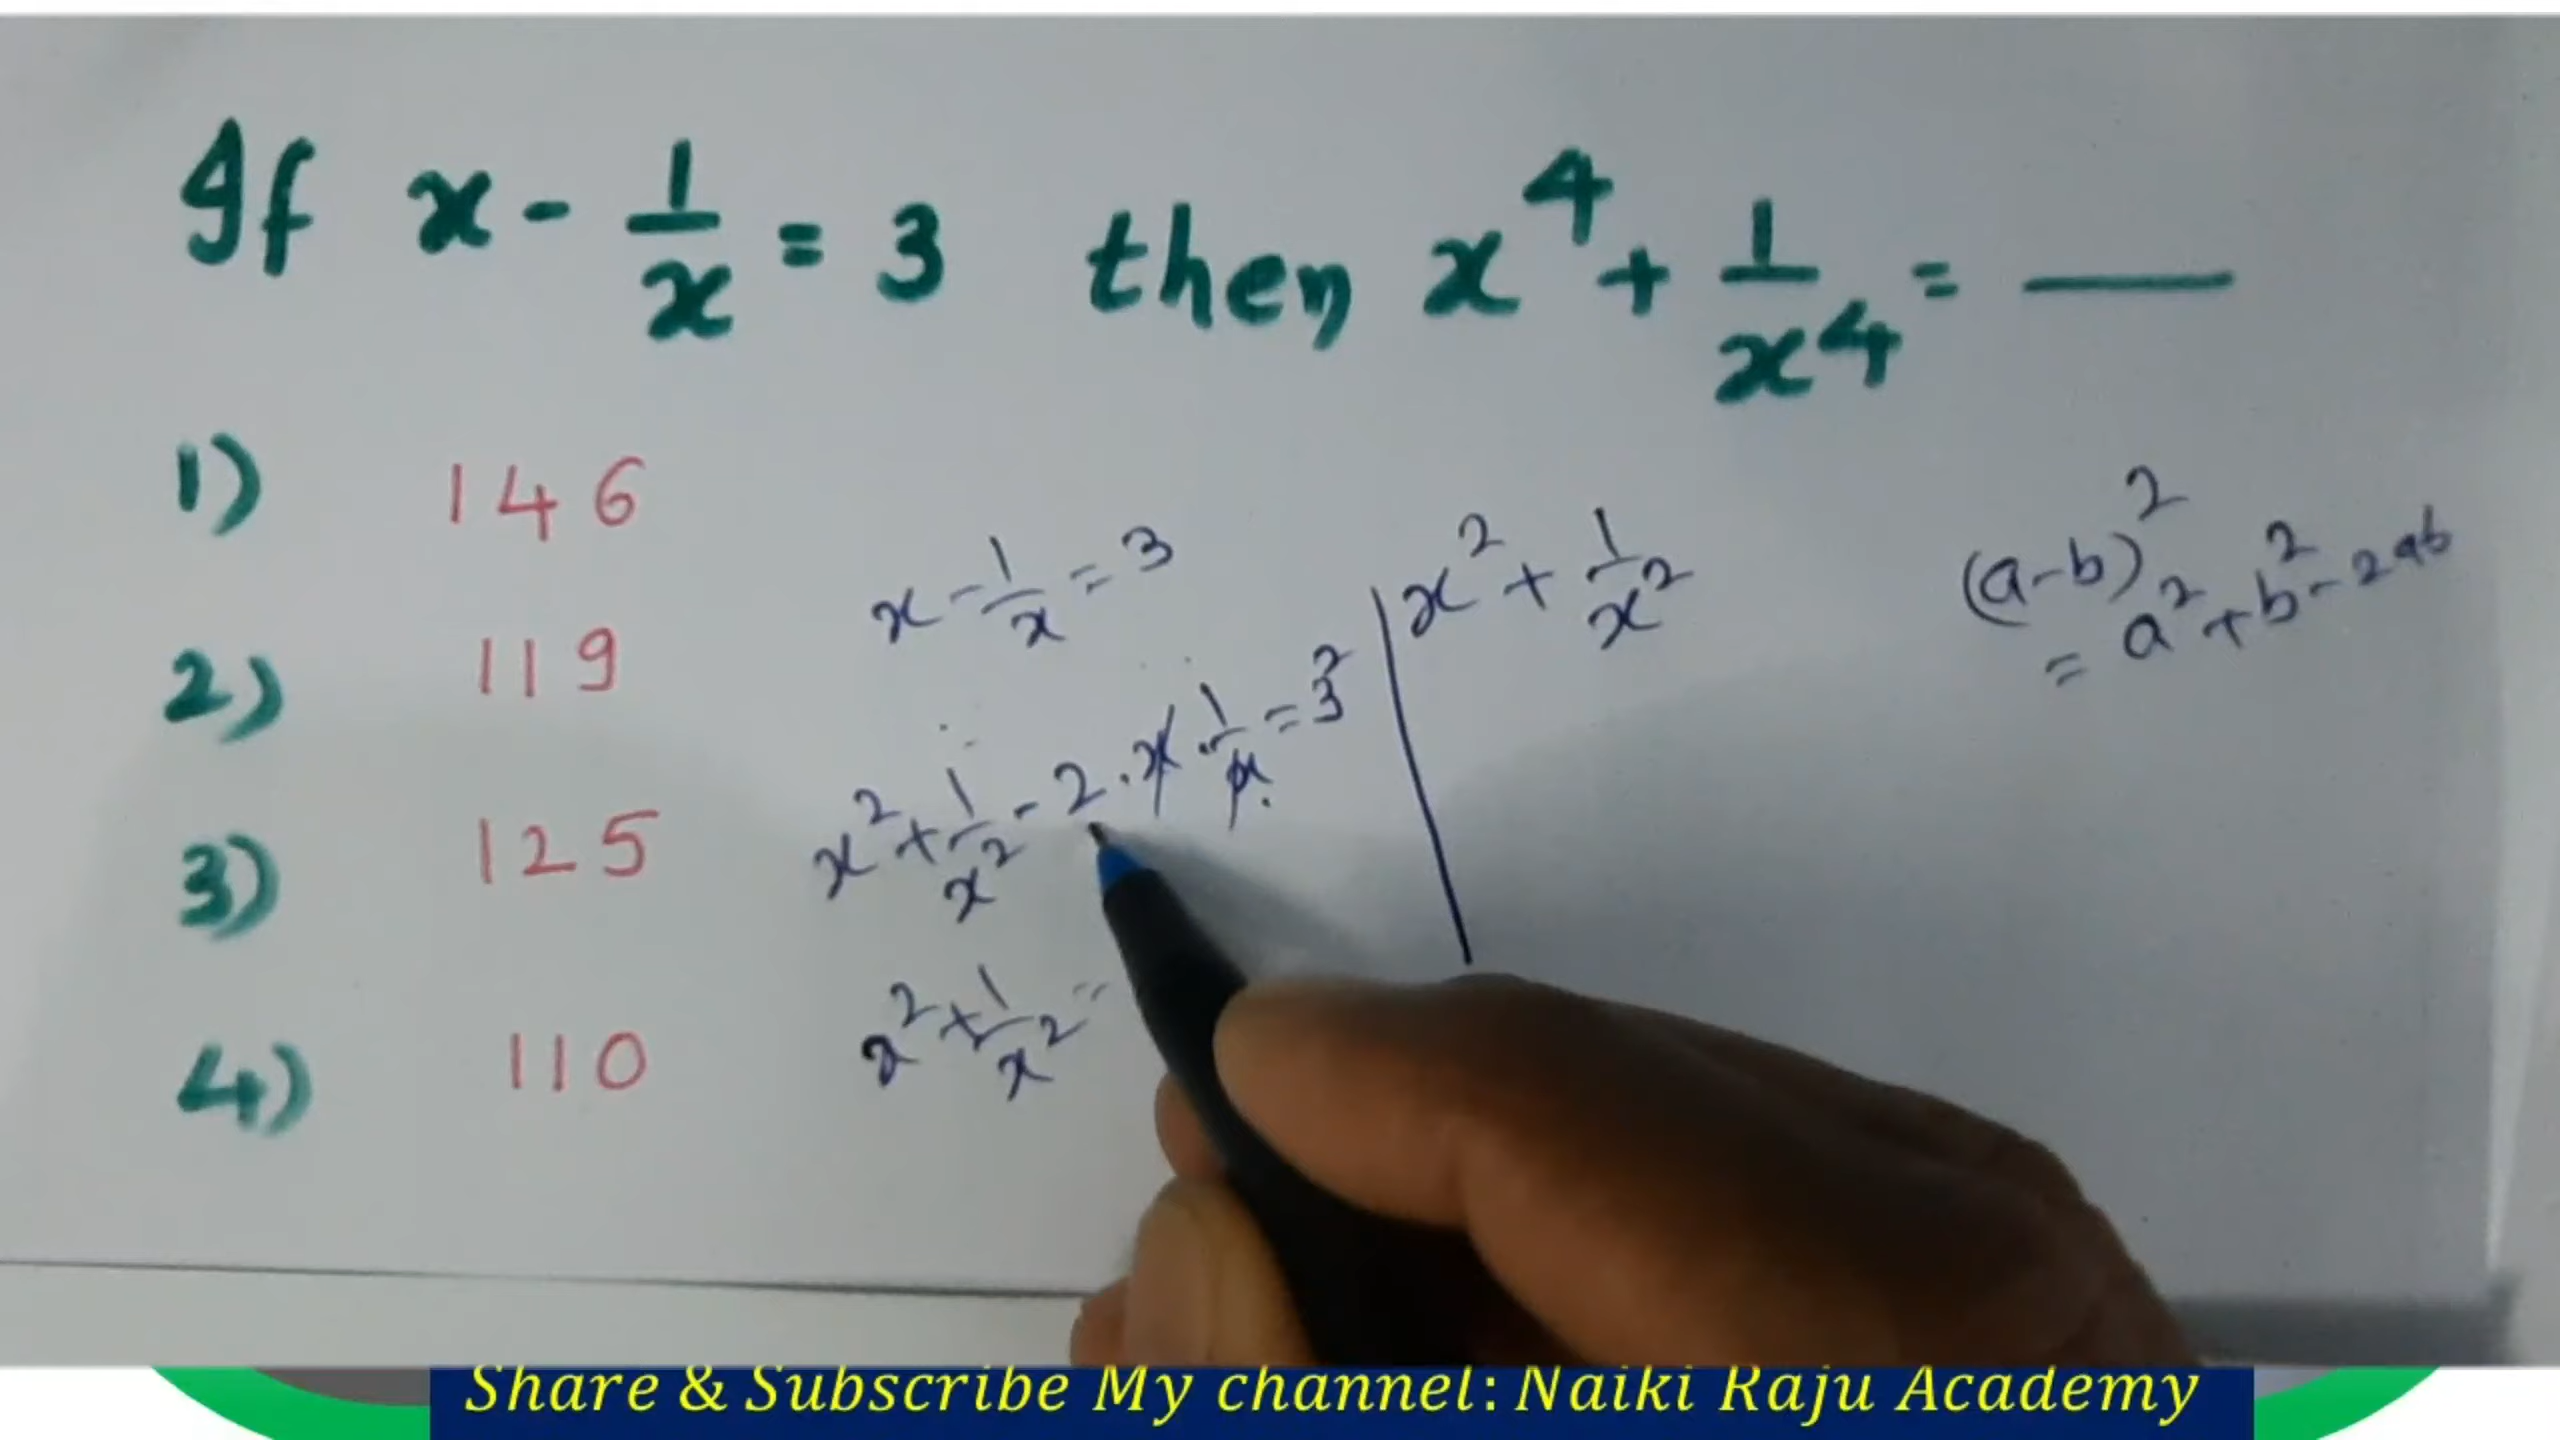 If x - 1/x = 3 then x⁴ + 1/x⁴ = ___
1) 146
2) 119
3) 125
4) 110
x - 1/x = 3
x² + 1/x² - 2 · x · 1/x = 3²
x² + 1/x² =
x² + 1/x²
(a-b)²
= a² + b² - 2ab
Share & Subscribe My channel: Naiki Raju Academy